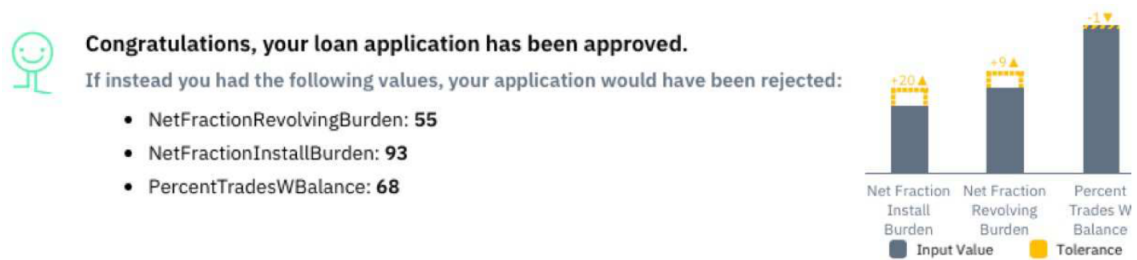 Congratulations, your loan application has been approved.
If instead you had the following values, your application would have been rejected:
• NetFractionRevolvingBurden: 55
• NetFractionInstallBurden: 93
• PercentTradesWBalance: 68
-1▼
+9▲
+20▲
Net Fraction Install Burden
Net Fraction Revolving Burden
Percent Trades W Balance
Input Value
Tolerance